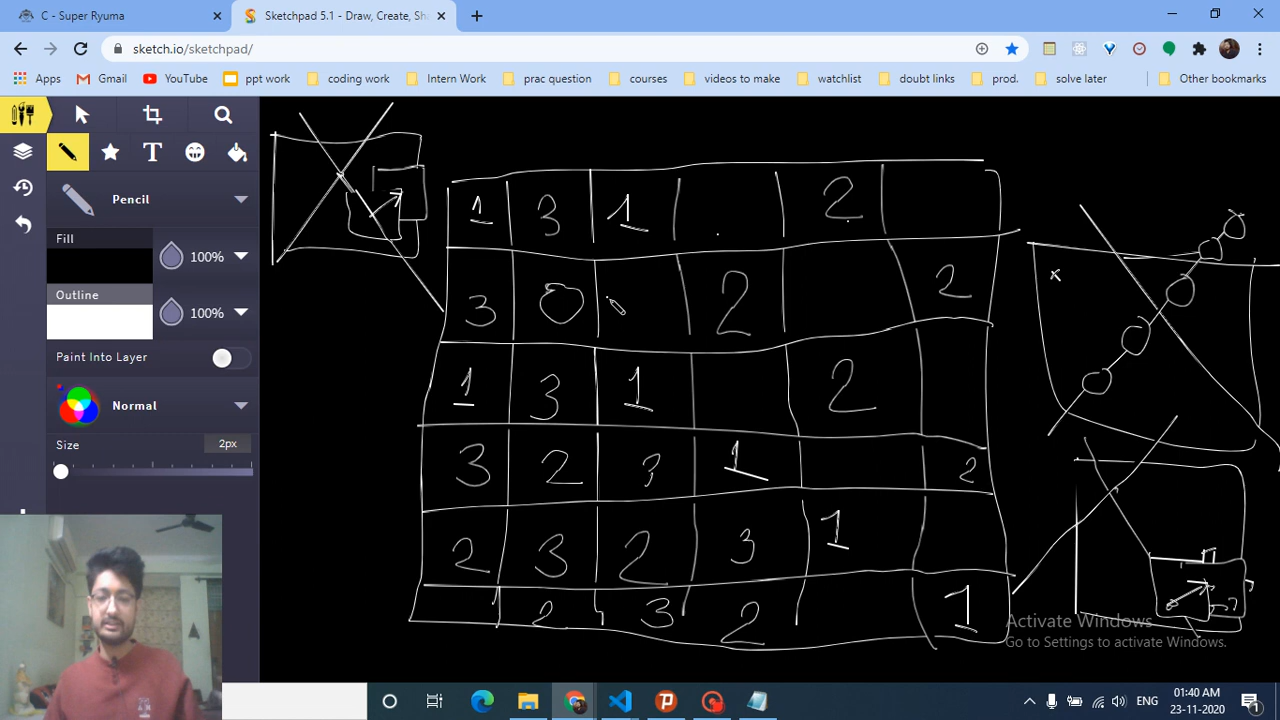 C - Super Ryuma
Sketchpad 5.1 - Draw, Create, Sh
sketch.io/sketchpad/
Apps Gmail YouTube ppt work coding work Intern Work prac question courses videos to make watchlist doubt links prod. solve later Other bookmarks
Pencil
Fill
100%
Outline
100%
Paint Into Layer
Normal
Size 2px
1 3 1 2
3 0 2 2
1 3 1 2
3 2 3 1 2
2 3 2 3 1
2 3 2 1
x
Activate Windows
Go to Settings to activate Windows.
ENG
01:40 AM
23-11-2020
1